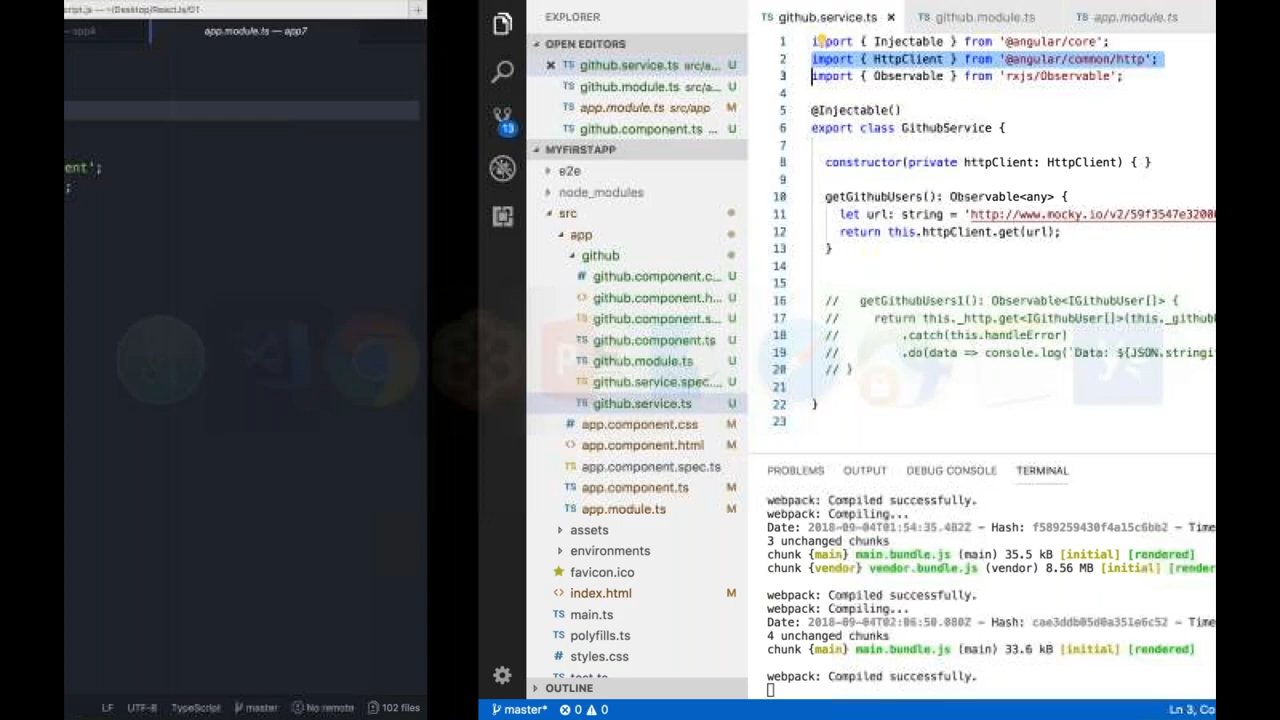 cript.js — ~/Desktop/ReactJs/01
app4
app.module.ts — app7
ent';
;
LF UTF-8 TypeScript master No remote 102 files
EXPLORER
OPEN EDITORS
github.service.ts src/a... U
github.module.ts src/a... U
app.module.ts src/app M
github.component.ts ... U
MYFIRSTAPP
e2e
node_modules
src
app
github
github.component.c... U
github.component.h... U
github.component.s... U
github.component.ts U
github.module.ts U
github.service.spec.... U
github.service.ts U
app.component.css M
app.component.html M
app.component.spec.ts
app.component.ts M
app.module.ts M
assets
environments
favicon.ico
index.html M
main.ts
polyfills.ts
styles.css
test.ts
OUTLINE
13
github.service.ts
github.module.ts
app.module.ts
1 import { Injectable } from '@angular/core';
2 import { HttpClient } from '@angular/common/http';
3 import { Observable } from 'rxjs/Observable';
4
5 @Injectable()
6 export class GithubService {
7
8 constructor(private httpClient: HttpClient) { }
9
10 getGithubUsers(): Observable<any> {
11 let url: string = 'http://www.mocky.io/v2/59f3547e3200
12 return this.httpClient.get(url);
13 }
14
15
16 // getGithubUsers1(): Observable<IGithubUser[]> {
17 // return this._http.get<IGithubUser[]>(this._githu
18 // .catch(this.handleError)
19 // .do(data => console.log(`Data: ${JSON.stringi
20 // }
21
22 }
23
PROBLEMS OUTPUT DEBUG CONSOLE TERMINAL
webpack: Compiled successfully.
webpack: Compiling...
Date: 2018-09-04T01:54:35.482Z - Hash: f589259430f4a15c6bb2 - Time
3 unchanged chunks
chunk {main} main.bundle.js (main) 35.5 kB [initial] [rendered]
chunk {vendor} vendor.bundle.js (vendor) 8.56 MB [initial] [render
webpack: Compiled successfully.
webpack: Compiling...
Date: 2018-09-04T02:06:50.080Z - Hash: cae3ddb05d0a351e6c52 - Time
4 unchanged chunks
chunk {main} main.bundle.js (main) 33.6 kB [initial] [rendered]
webpack: Compiled successfully.
master* 0 0 Ln 3, Co